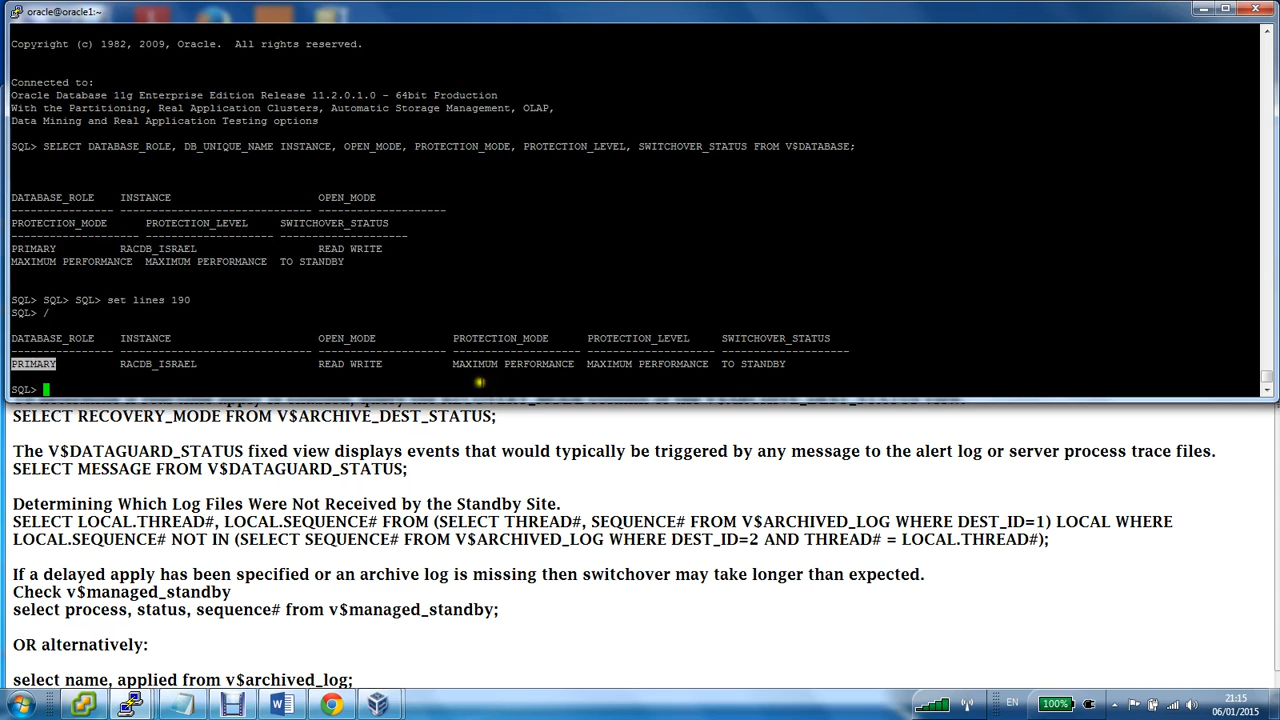 oracle@oracle1:~
Copyright (c) 1982, 2009, Oracle.  All rights reserved.
Connected to:
Oracle Database 11g Enterprise Edition Release 11.2.0.1.0 - 64bit Production
With the Partitioning, Real Application Clusters, Automatic Storage Management, OLAP,
Data Mining and Real Application Testing options
SQL> SELECT DATABASE_ROLE, DB_UNIQUE_NAME INSTANCE, OPEN_MODE, PROTECTION_MODE, PROTECTION_LEVEL, SWITCHOVER_STATUS FROM V$DATABASE;
DATABASE_ROLE    INSTANCE                       OPEN_MODE
---------------- ------------------------------ --------------------
PROTECTION_MODE      PROTECTION_LEVEL     SWITCHOVER_STATUS
-------------------- -------------------- --------------------
PRIMARY          RACDB_ISRAEL                   READ WRITE
MAXIMUM PERFORMANCE  MAXIMUM PERFORMANCE  TO STANDBY
SQL> SQL> SQL> set lines 190
SQL> /
DATABASE_ROLE    INSTANCE                       OPEN_MODE            PROTECTION_MODE      PROTECTION_LEVEL     SWITCHOVER_STATUS
---------------- ------------------------------ -------------------- -------------------- -------------------- --------------------
PRIMARY          RACDB_ISRAEL                   READ WRITE           MAXIMUM PERFORMANCE  MAXIMUM PERFORMANCE  TO STANDBY
SQL>
SELECT RECOVERY_MODE FROM V$ARCHIVE_DEST_STATUS;
The V$DATAGUARD_STATUS fixed view displays events that would typically be triggered by any message to the alert log or server process trace files.
SELECT MESSAGE FROM V$DATAGUARD_STATUS;
Determining Which Log Files Were Not Received by the Standby Site.
SELECT LOCAL.THREAD#, LOCAL.SEQUENCE# FROM (SELECT THREAD#, SEQUENCE# FROM V$ARCHIVED_LOG WHERE DEST_ID=1) LOCAL WHERE
LOCAL.SEQUENCE# NOT IN (SELECT SEQUENCE# FROM V$ARCHIVED_LOG WHERE DEST_ID=2 AND THREAD# = LOCAL.THREAD#);
If a delayed apply has been specified or an archive log is missing then switchover may take longer than expected.
Check v$managed_standby
select process, status, sequence# from v$managed_standby;
OR alternatively:
select name, applied from v$archived_log;
EN
100%
21:15
06/01/2015